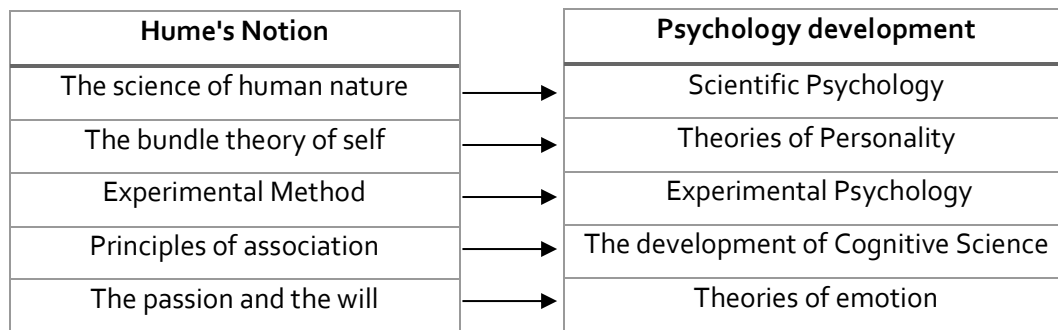 Hume's Notion
Psychology development
The science of human nature
Scientific Psychology
The bundle theory of self
Theories of Personality
Experimental Method
Experimental Psychology
Principles of association
The development of Cognitive Science
The passion and the will
Theories of emotion